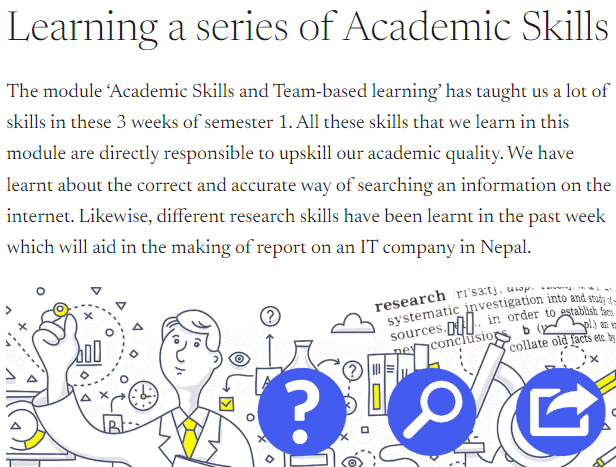 Learning a series of Academic Skills
The module ‘Academic Skills and Team-based learning’ has taught us a lot of
skills in these 3 weeks of semester 1. All these skills that we learn in this
module are directly responsible to upskill our academic quality. We have
learnt about the correct and accurate way of searching an information on the
internet. Likewise, different research skills have been learnt in the past week
which will aid in the making of report on an IT company in Nepal.
research
systematic investigation into and study of
sources, in order to establish facts
conclusions b
collate old facts etc. by
?
?
A
B
?